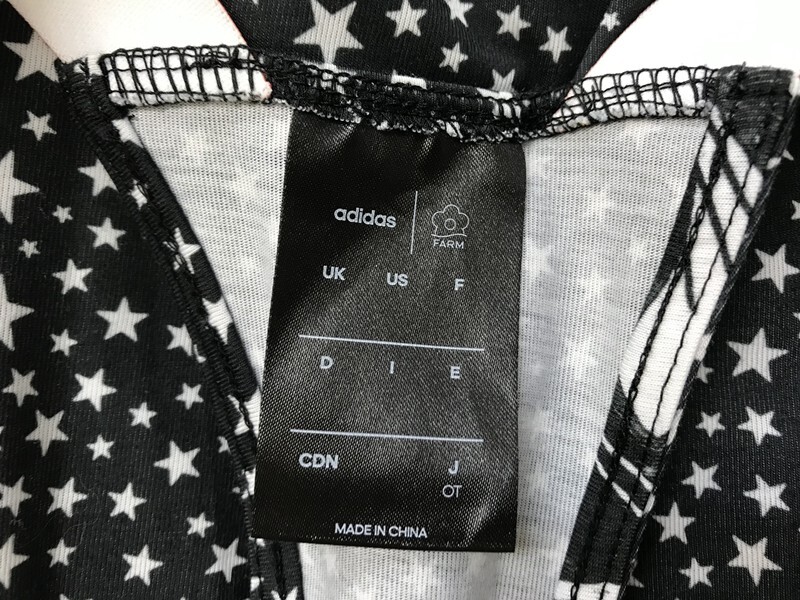 adidas
FARM
UK US F
D I E
CDN J
OT
MADE IN CHINA